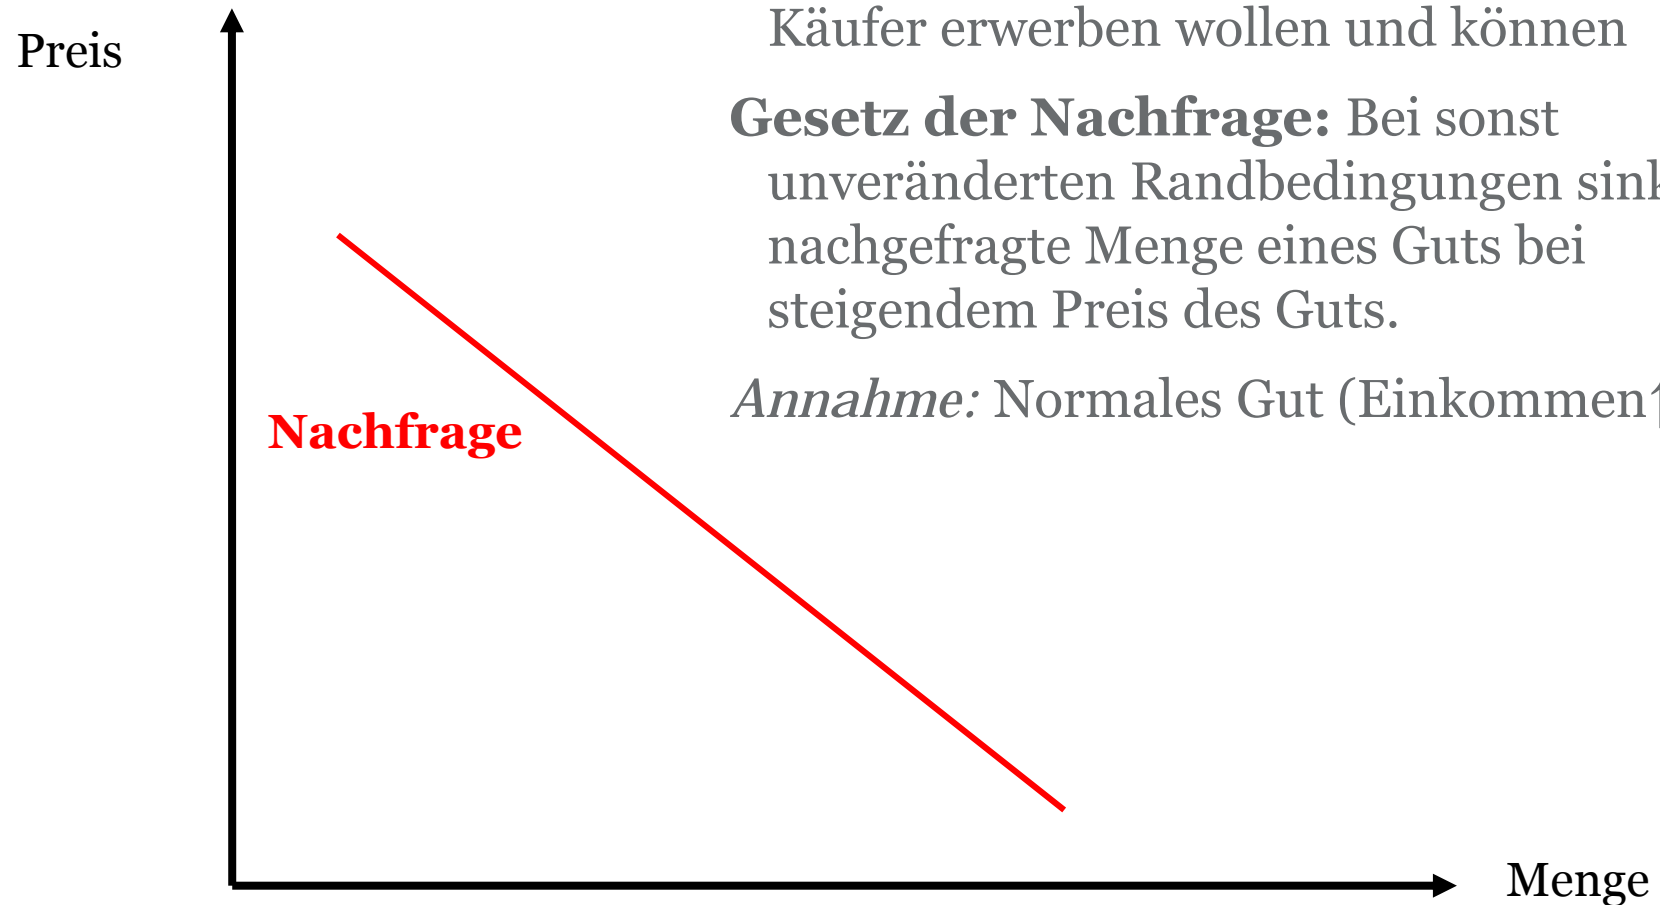 Preis
Käufer erwerben wollen und können
Gesetz der Nachfrage: Bei sonst
unveränderten Randbedingungen
nachgefragte Menge eines Guts bei
steigendem Preis des Guts.
Annahme: Normales Gut (Einkommen↑
Nachfrage
Menge